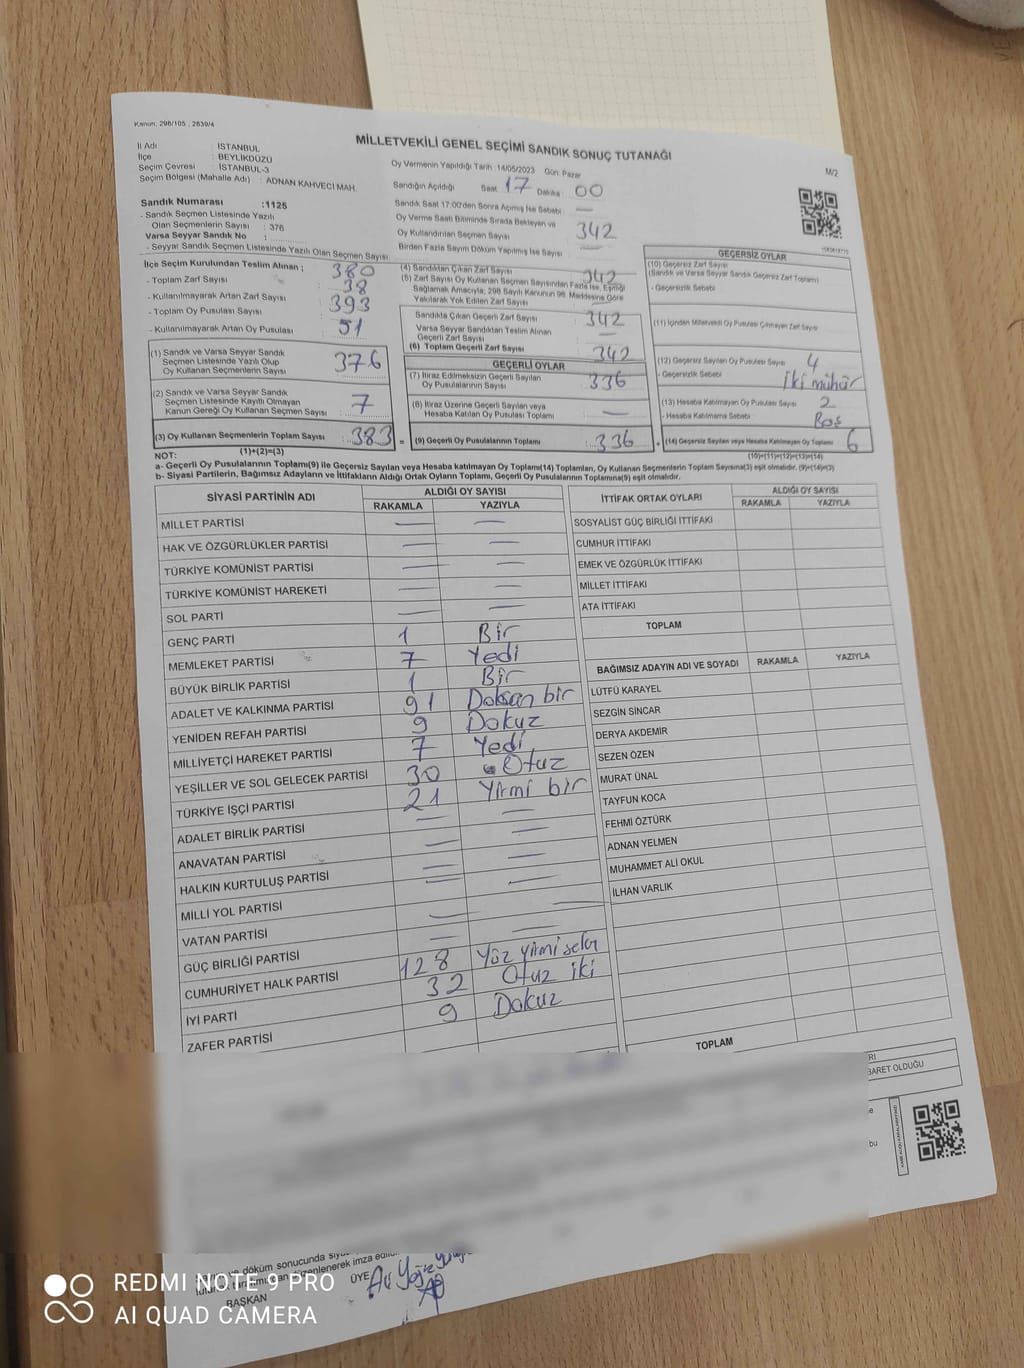 Kanun: 298/105 , 2839/4
MİLLETVEKİLİ GENEL SEÇİMİ SANDIK SONUÇ TUTANAĞI
M/2
İl Adı : İSTANBUL
İlçe : BEYLİKDÜZÜ
Seçim Çevresi : İSTANBUL-3
Seçim Bölgesi (Mahalle Adı) : ADNAN KAHVECİ MAH.
Oy Vermenin Yapıldığı Tarih : 14/05/2023 Gün: Pazar
Sandığın Açıldığı Saat 17 Dakika : 00
Sandık Saat 17:00'den Sonra Açılmış İse Sebebi : —
Oy Verme Saati Bitiminde Sırada Bekleyen ve
Oy Kullandırılan Seçmen Sayısı : 342
Birden Fazla Sayım Döküm Yapılmış İse Sayısı : —
Sandık Numarası :1125
- Sandık Seçmen Listesinde Yazılı
Olan Seçmenlerin Sayısı : 376
Varsa Seyyar Sandık No :
- Seyyar Sandık Seçmen Listesinde Yazılı Olan Seçmen Sayısı
İlçe Seçim Kurulundan Teslim Alınan ;
- Toplam Zarf Sayısı : 380
- Kullanılmayarak Artan Zarf Sayısı : 38
- Toplam Oy Pusulası : 393
- Kullanılmayarak Artan Oy Pusulası : 51
(1) Sandık ve Varsa Seyyar Sandık
Seçmen Listesinde Yazılı Olup
Oy Kullanan Seçmenlerin Sayısı : 376
(2) Sandık ve Varsa Seyyar Sandık
Seçmen Listesinde Kayıtlı Olmayan
Kanun Gereği Oy Kullanan Seçmen Sayısı : 7
(3) Oy Kullanan Seçmenlerin Toplam Sayısı : 383 =
(1)+(2)=(3)
(4) Sandıktan Çıkan Zarf Sayısı : 342
(5) Zarf Sayısı Oy Kullanan Seçmen Sayısından Fazla İse, Eşitliği
Sağlamak Amacıyla, 298 Sayılı Kanunun 98. Maddesine Göre
Yakılarak Yok Edilen Zarf Sayısı : —
Sandıkta Çıkan Geçerli Zarf Sayısı : 342
Varsa Seyyar Sandıktan Teslim Alınan
Geçerli Zarf Sayısı : —
(6) Toplam Geçerli Zarf Sayısı : 342
GEÇERLİ OYLAR
(7) İtiraz Edilmeksizin Geçerli Sayılan
Oy Pusulalarının Sayısı : 336
(8) İtiraz Üzerine Geçerli Sayılan veya
Hesaba Katılan Oy Pusulası Toplamı : —
(9) Geçerli Oy Pusulalarının Toplamı : 336 +
GEÇERSİZ OYLAR
(10) Geçersiz Zarf Sayısı :
(Sandık ve Varsa Seyyar Sandık Geçersiz Zarf Toplamı)
- Geçersizlik Sebebi :
(11) İçinden Milletvekili Oy Pusulası Çıkmayan Zarf Sayısı :
(12) Geçersiz Sayılan Oy Pusulası Sayısı : 4
- Geçersizlik Sebebi : İki mühür
(13) Hesaba Katılmayan Oy Pusulası Sayısı : 2
- Hesaba Katılmama Sebebi : Boş
(14) Geçersiz Sayılan veya Hesaba Katılmayan Oy Toplamı : 6
(10)+(11)+(12)+(13)=(14)
NOT:
a- Geçerli Oy Pusulalarının Toplamı(9) ile Geçersiz Sayılan veya Hesaba katılmayan Oy Toplamı(14) Toplamları, Oy Kullanan Seçmenlerin Toplam Sayısına(3) eşit olmalıdır. (9)+(14)=(3)
b- Siyasi Partilerin, Bağımsız Adayların ve İttifakların Aldığı Ortak Oyların Toplamı, Geçerli Oy Pusulalarının Toplamına(9) eşit olmalıdır.
SİYASİ PARTİNİN ADI ALDIĞI OY SAYISI
RAKAMLA YAZIYLA
MİLLET PARTİSİ — —
HAK VE ÖZGÜRLÜKLER PARTİSİ — —
TÜRKİYE KOMÜNİST PARTİSİ — —
TÜRKİYE KOMÜNİST HAREKETİ — —
SOL PARTİ — —
GENÇ PARTİ 1 Bir
MEMLEKET PARTİSİ 7 Yedi
BÜYÜK BİRLİK PARTİSİ 1 Bir
ADALET VE KALKINMA PARTİSİ 91 Doksan bir
YENİDEN REFAH PARTİSİ 9 Dokuz
MİLLİYETÇİ HAREKET PARTİSİ 7 Yedi
YEŞİLLER VE SOL GELECEK PARTİSİ 30 Otuz
TÜRKİYE İŞÇİ PARTİSİ 21 Yirmi bir
ADALET BİRLİK PARTİSİ — —
ANAVATAN PARTİSİ — —
HALKIN KURTULUŞ PARTİSİ — —
MİLLİ YOL PARTİSİ — —
VATAN PARTİSİ — —
GÜÇ BİRLİĞİ PARTİSİ — —
CUMHURİYET HALK PARTİSİ 128 Yüz yirmi sekiz
İYİ PARTİ 32 Otuz iki
ZAFER PARTİSİ 9 Dokuz
İTTİFAK ORTAK OYLARI ALDIĞI OY SAYISI
RAKAMLA YAZIYLA
SOSYALİST GÜÇ BİRLİĞİ İTTİFAKI
CUMHUR İTTİFAKI
EMEK VE ÖZGÜRLÜK İTTİFAKI
MİLLET İTTİFAKI
ATA İTTİFAKI
TOPLAM
BAĞIMSIZ ADAYIN ADI VE SOYADI RAKAMLA YAZIYLA
LÜTFÜ KARAYEL
SEZGİN SİNCAR
DERYA AKDEMİR
SEZEN ÖZEN
MURAT ÜNAL
TAYFUN KOCA
FEHMİ ÖZTÜRK
ADNAN YELMEN
MUHAMMET ALİ OKUL
İLHAN VARLIK
TOPLAM
BARET OLDUĞU
bu
döküm sonucunda
düzenlenerek imza
BAŞKAN
ÜYE
REDMI NOTE 9 PRO
AI QUAD CAMERA